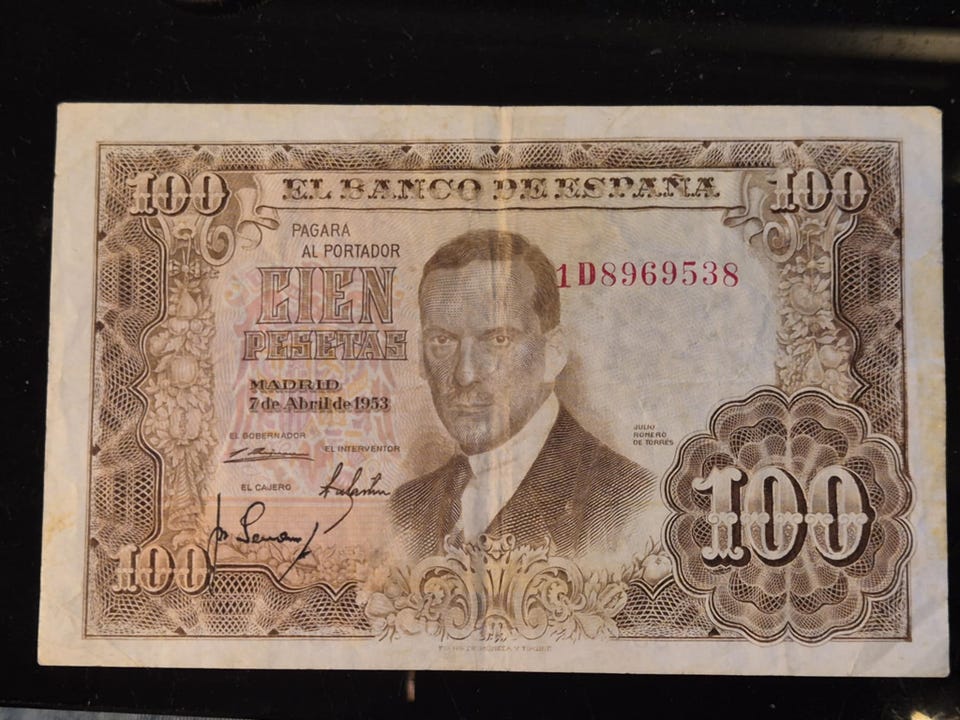 100 EL BANCO DE ESPAÑA 100
PAGARÁ
AL PORTADOR
CIEN
PESETAS
1D8969538
MADRID
7 de Abril de 1953
EL GOBERNADOR
EL INTERVENTOR
EL CAJERO
JULIO
ROMERO
DE TORRES
100
100